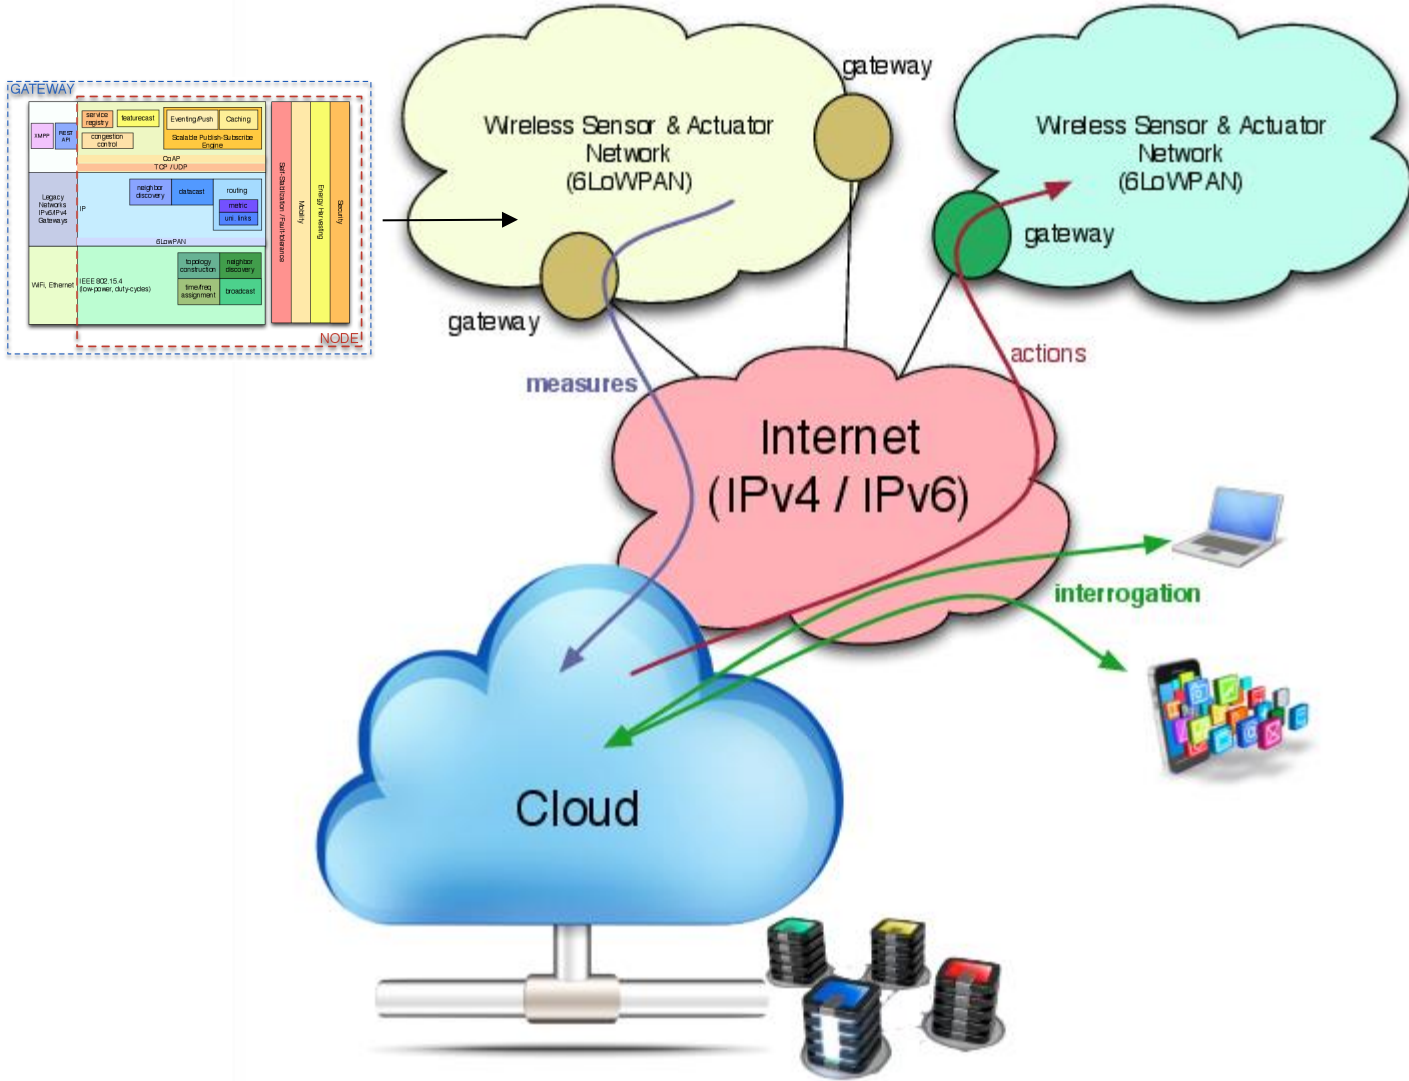 GATEWAY
XMPP
REST
API
service
registry
featurecast
Eventing/Push
Caching
congestion
control
Scalable Publish-Subscribe
Engine
CoAP
TCP / UDP
Legacy
Networks
IPv6/IPv4
Gateways
IP
neighbor
discovery
datacast
routing
metric
uni. links
6LowPAN
WiFi, Ethernet
IEEE 802.15.4
(low-power, duty-cycles)
topology
construction
neighbor
discovery
time/freq
assignment
broadcast
Self-Stabilization / Fault-tolerance
Mobility
Energy Harvesting
Security
NODE
Wireless Sensor & Actuator
Network
(6LoWPAN)
gateway
gateway
Wireless Sensor & Actuator
Network
(6LoWPAN)
gateway
measures
actions
Internet
(IPv4 / IPv6)
interrogation
Cloud